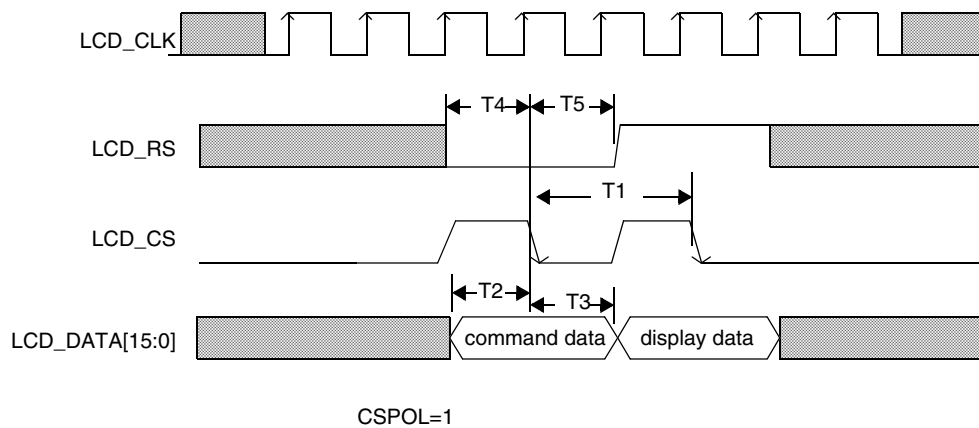 LCD_CLK
T4
T5
LCD_RS
T1
LCD_CS
T2
T3
LCD_DATA[15:0]
command data
display data
CSPOL=1